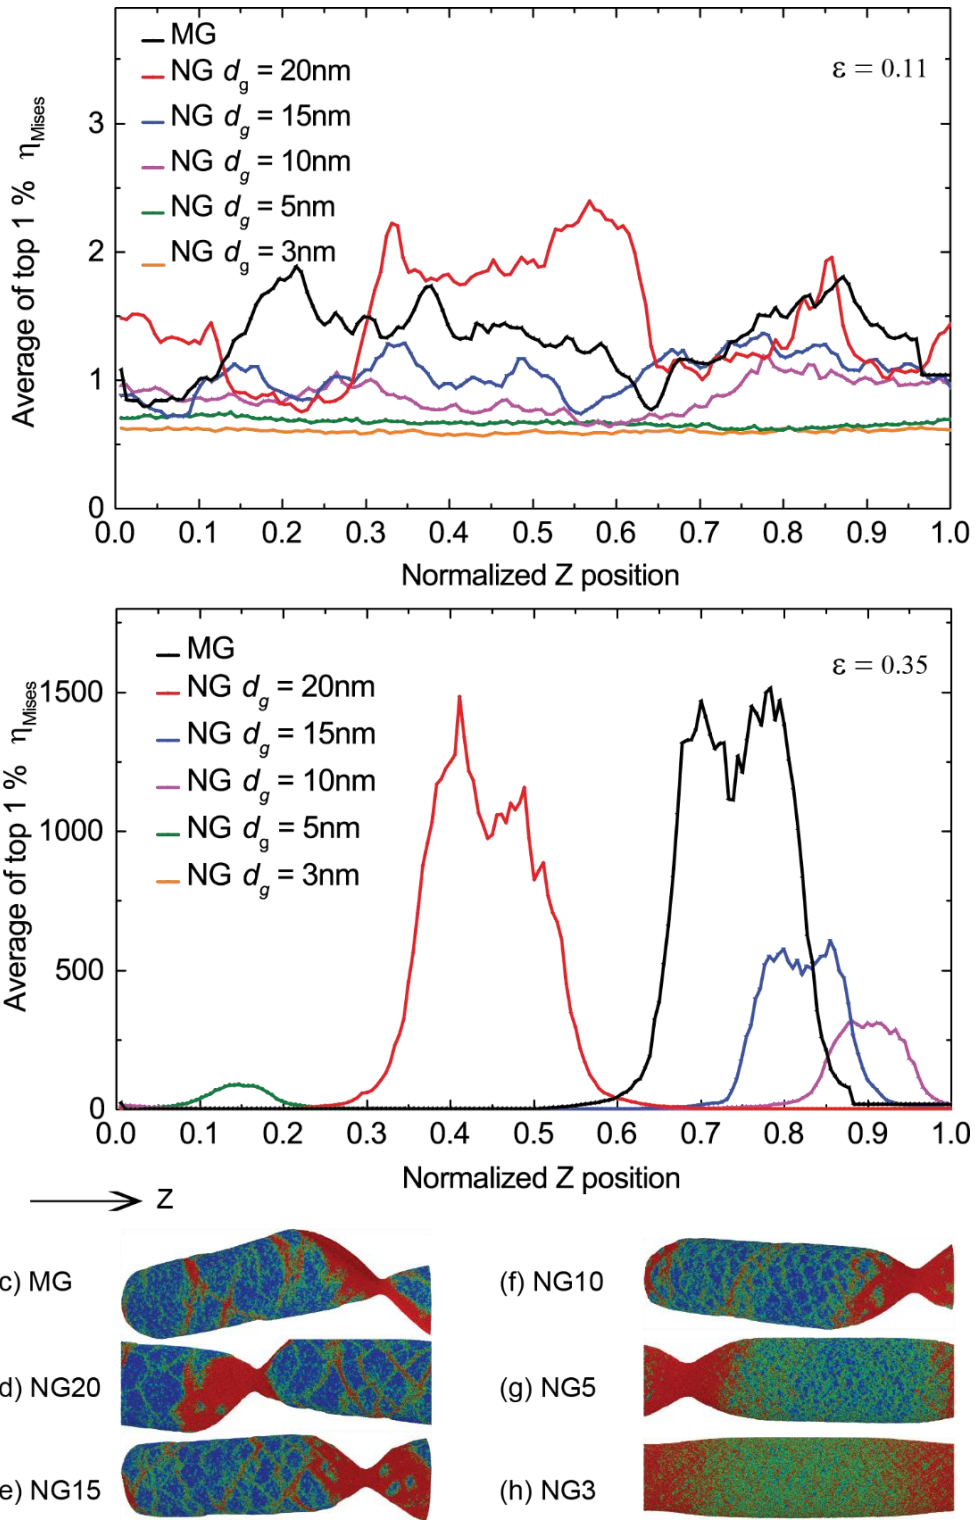 MG
NG dg = 20nm
NG dg = 15nm
NG dg = 10nm
NG dg = 5nm
NG dg = 3nm
ε = 0.11
Average of top 1 % ηMises
3
2
1
0
0.0 0.1 0.2 0.3 0.4 0.5 0.6 0.7 0.8 0.9 1.0
Normalized Z position
MG
NG dg = 20nm
NG dg = 15nm
NG dg = 10nm
NG dg = 5nm
NG dg = 3nm
ε = 0.35
Average of top 1 % ηMises
1500
1000
500
0
0.0 0.1 0.2 0.3 0.4 0.5 0.6 0.7 0.8 0.9 1.0
Normalized Z position
Z
c) MG
(f) NG10
d) NG20
(g) NG5
e) NG15
(h) NG3